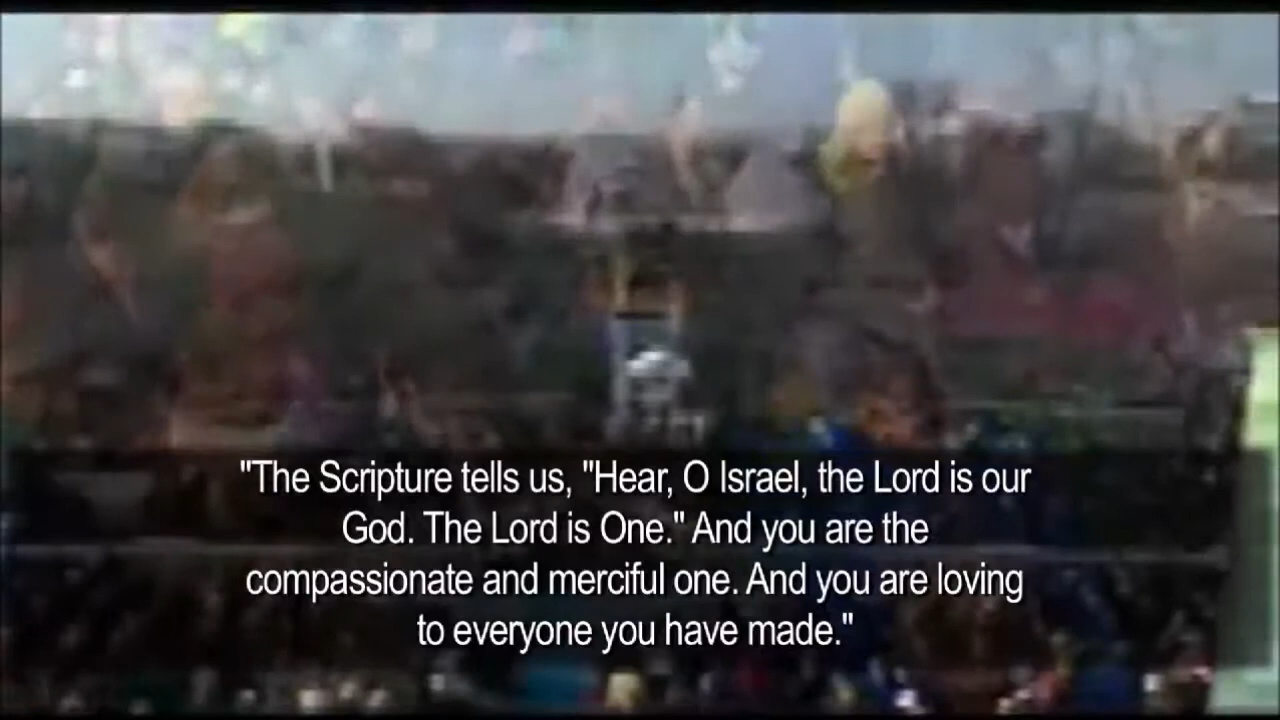 "The Scripture tells us, "Hear, O Israel, the Lord is our
God. The Lord is One." And you are the
compassionate and merciful one. And you are loving
to everyone you have made."